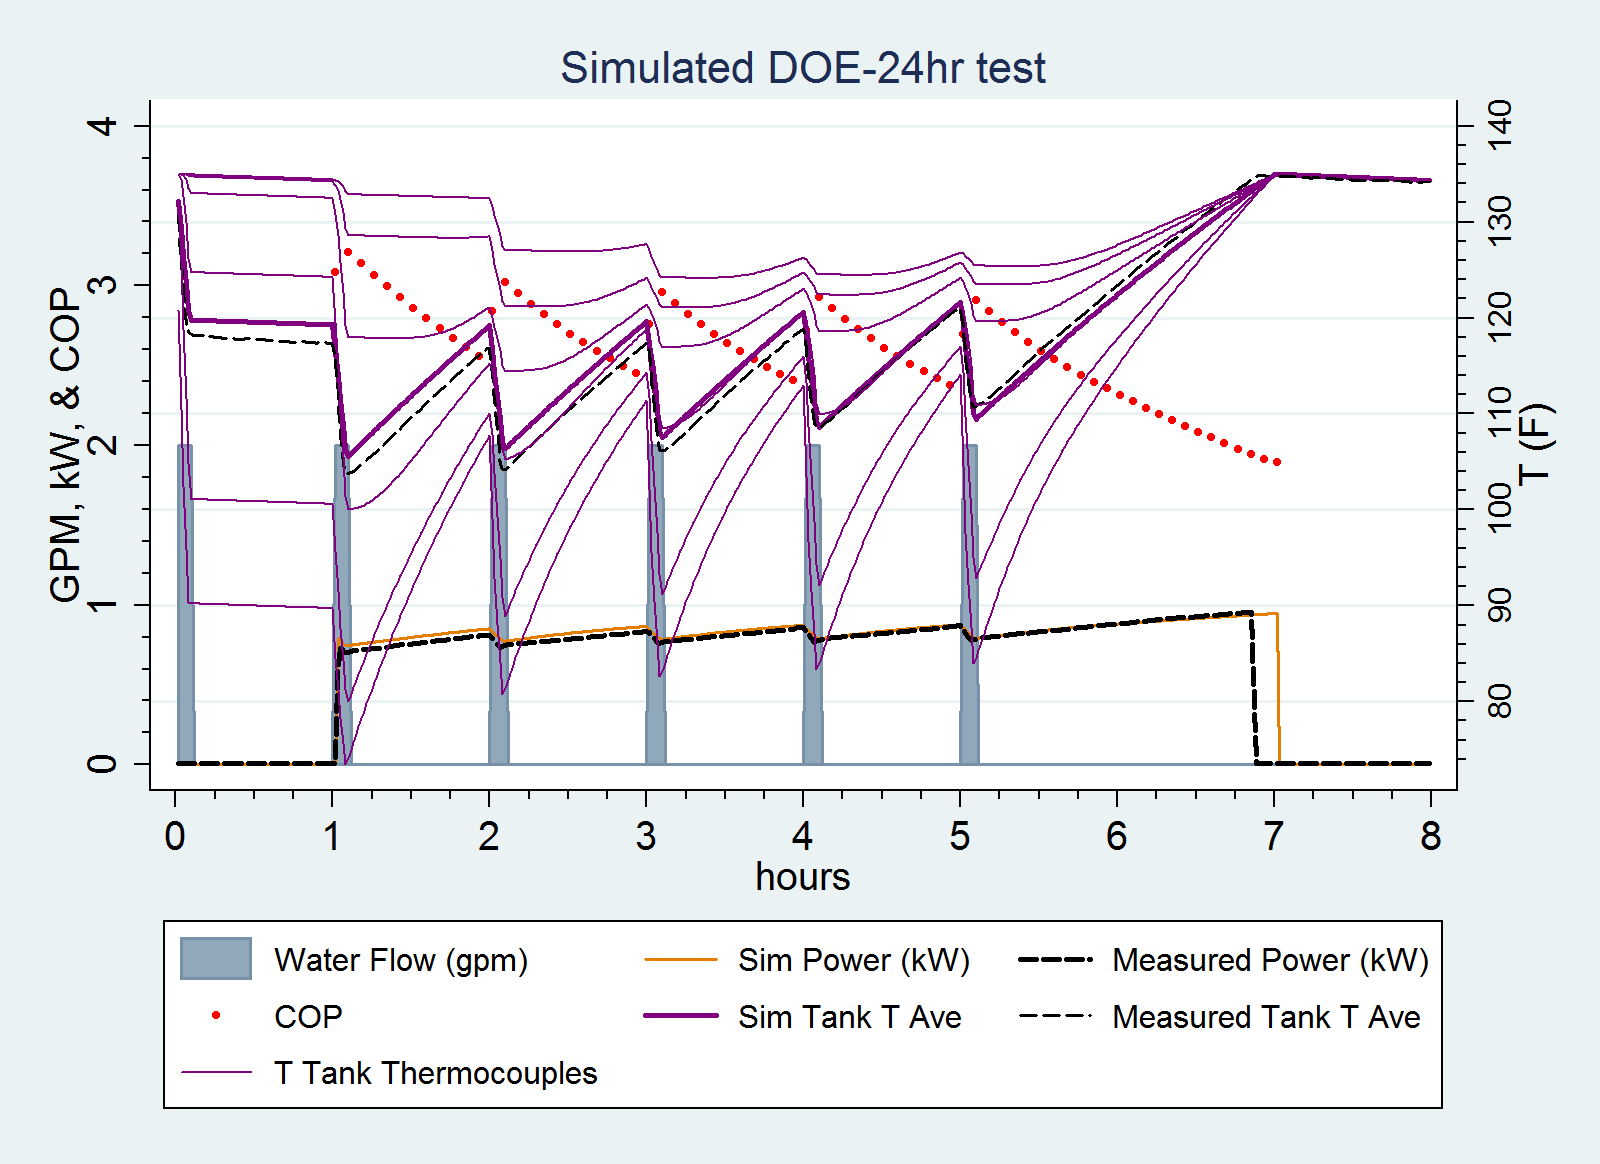 Simulated DOE-24hr test
GPM, kW, & COP
4
3
2
1
0
T (F)
140
130
120
110
100
90
80
0 1 2 3 4 5 6 7 8
hours
Water Flow (gpm) Sim Power (kW) Measured Power (kW)
COP Sim Tank T Ave Measured Tank T Ave
T Tank Thermocouples